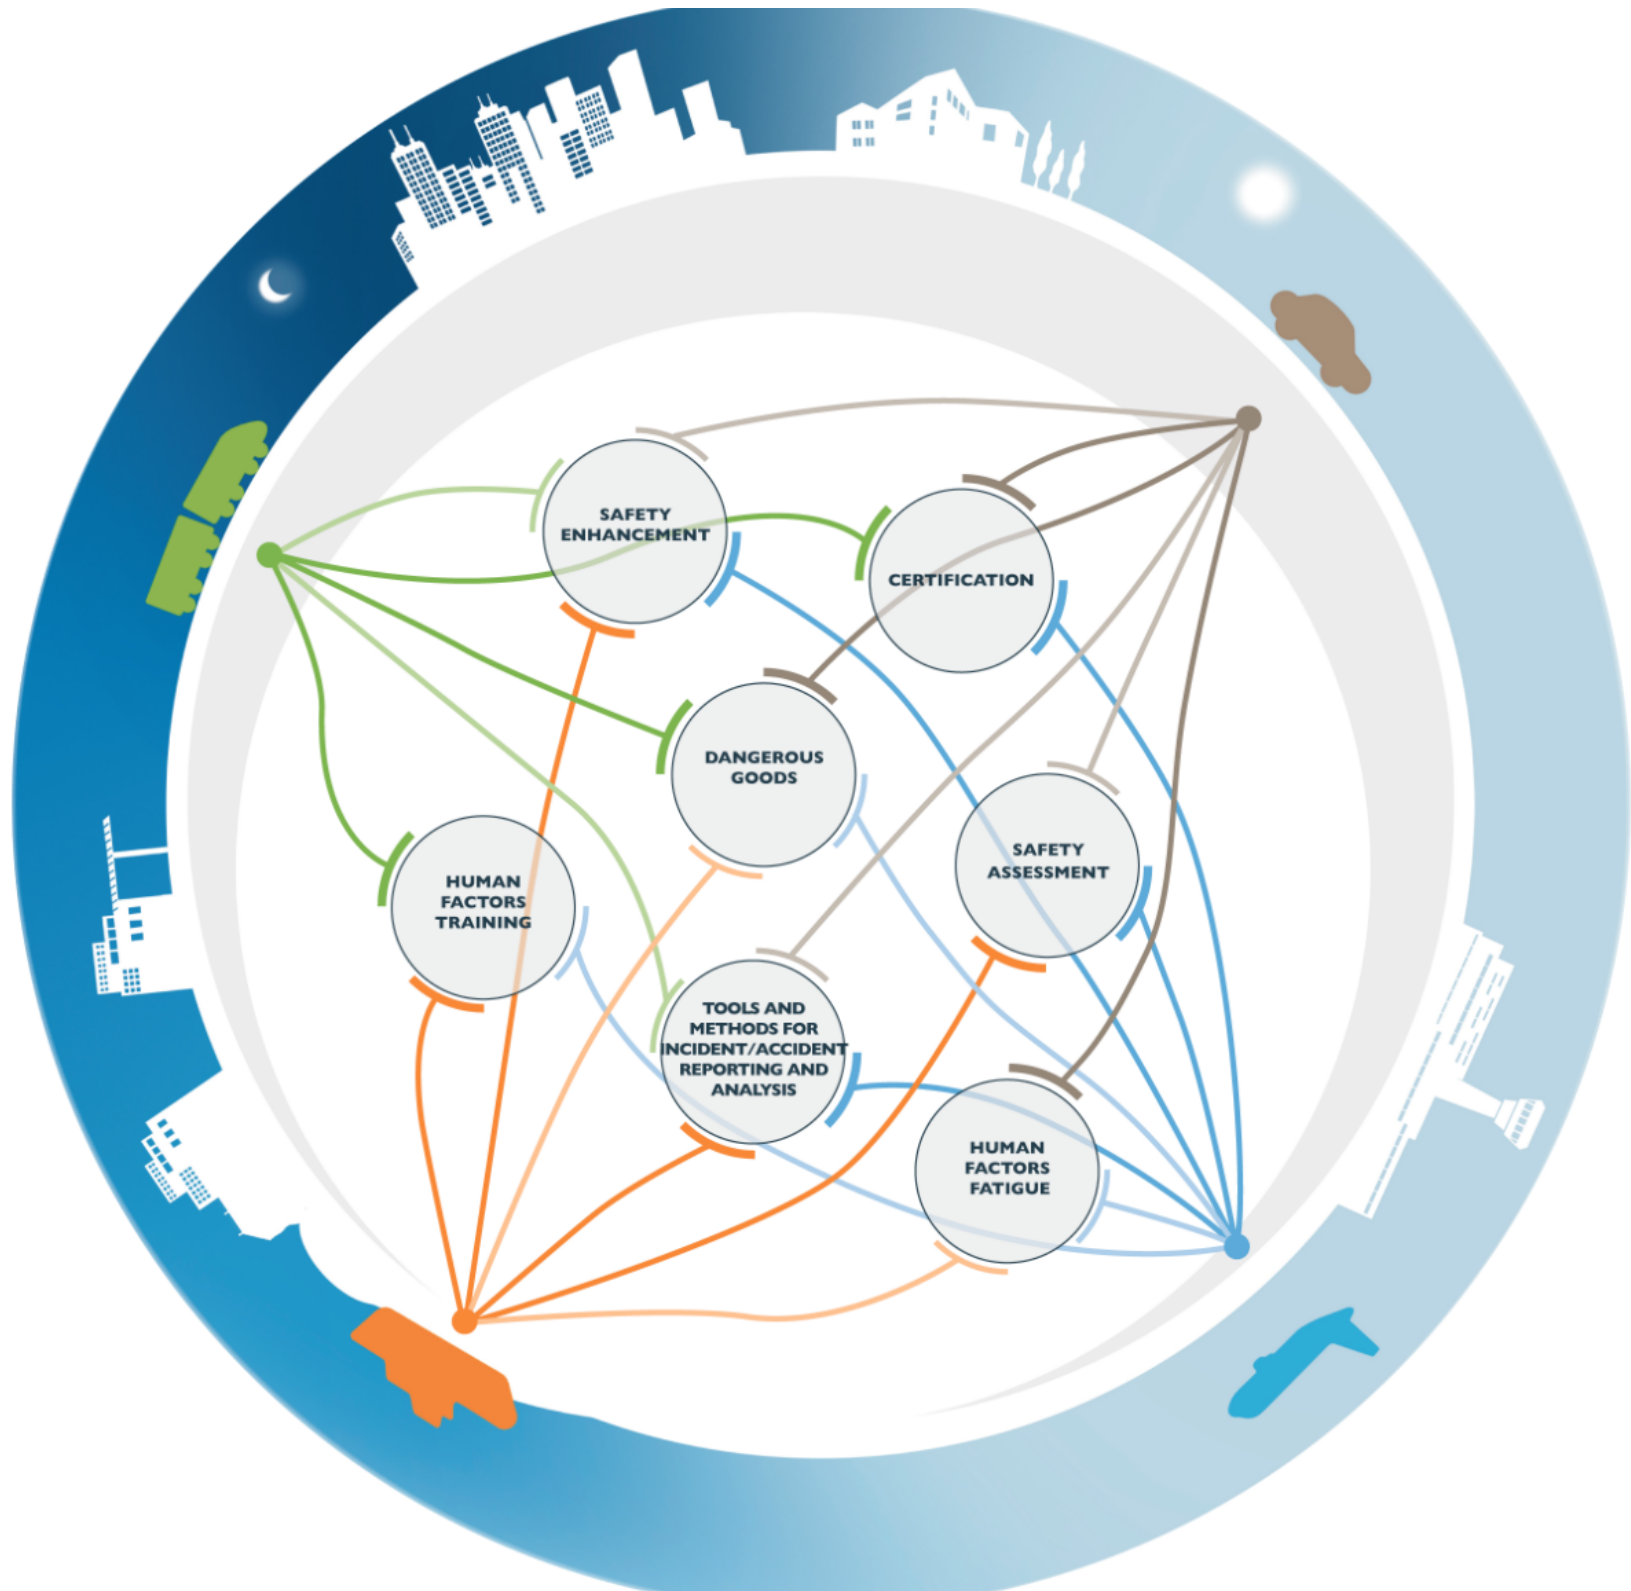 SAFETY
ENHANCEMENT
CERTIFICATION
DANGEROUS
GOODS
SAFETY
ASSESSMENT
HUMAN
FACTORS
TRAINING
TOOLS AND
METHODS FOR
INCIDENT/ACCIDENT
REPORTING AND
ANALYSIS
HUMAN
FACTORS
FATIGUE